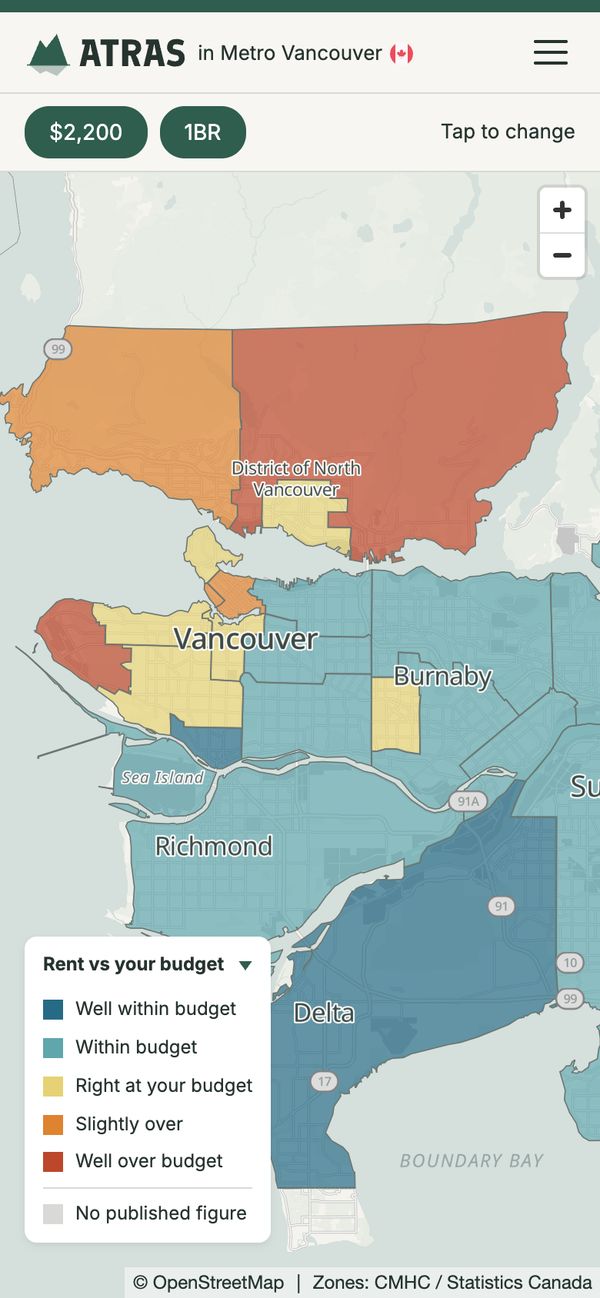 ATRAS in Metro Vancouver
$2,200 1BR Tap to change
+
−
99
District of North
Vancouver
Vancouver
Burnaby
Sea Island
Su
91A
Richmond
91
Rent vs your budget
10
99
Well within budget
Delta
Within budget
17
Right at your budget
Slightly over
Well over budget
BOUNDARY BAY
No published figure
© OpenStreetMap | Zones: CMHC / Statistics Canada